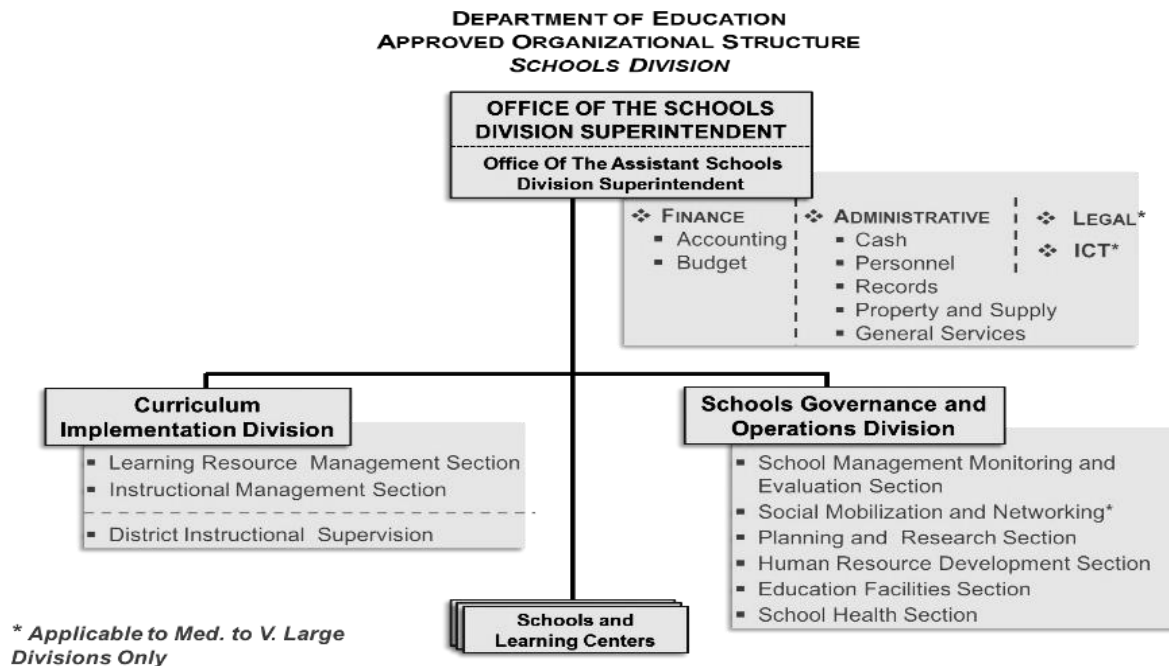 DEPARTMENT OF EDUCATION
APPROVED ORGANIZATIONAL STRUCTURE
SCHOOLS DIVISION
OFFICE OF THE SCHOOLS
DIVISION SUPERINTENDENT
Office Of The Assistant Schools
Division Superintendent
❖ FINANCE
▪ Accounting
▪ Budget
❖ ADMINISTRATIVE
▪ Cash
▪ Personnel
▪ Records
▪ Property and Supply
▪ General Services
❖ LEGAL*
❖ ICT*
Curriculum
Implementation Division
▪ Learning Resource Management Section
▪ Instructional Management Section
▪ District Instructional Supervision
Schools Governance and
Operations Division
▪ School Management Monitoring and
Evaluation Section
▪ Social Mobilization and Networking*
▪ Planning and Research Section
▪ Human Resource Development Section
▪ Education Facilities Section
▪ School Health Section
Schools and
Learning Centers
* Applicable to Med. to V. Large
Divisions Only